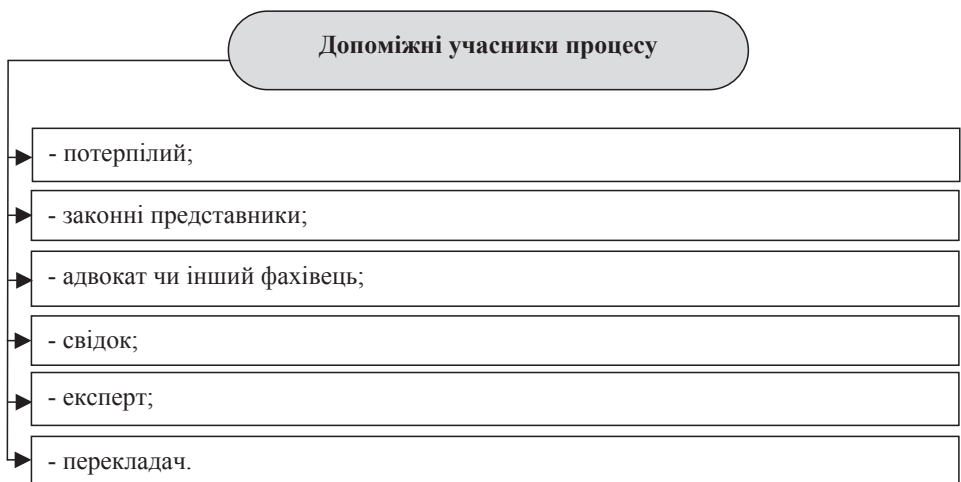 Допоміжні учасники процесу
- потерпілий;
- законні представники;
- адвокат чи інший фахівець;
- свідок;
- експерт;
- перекладач.